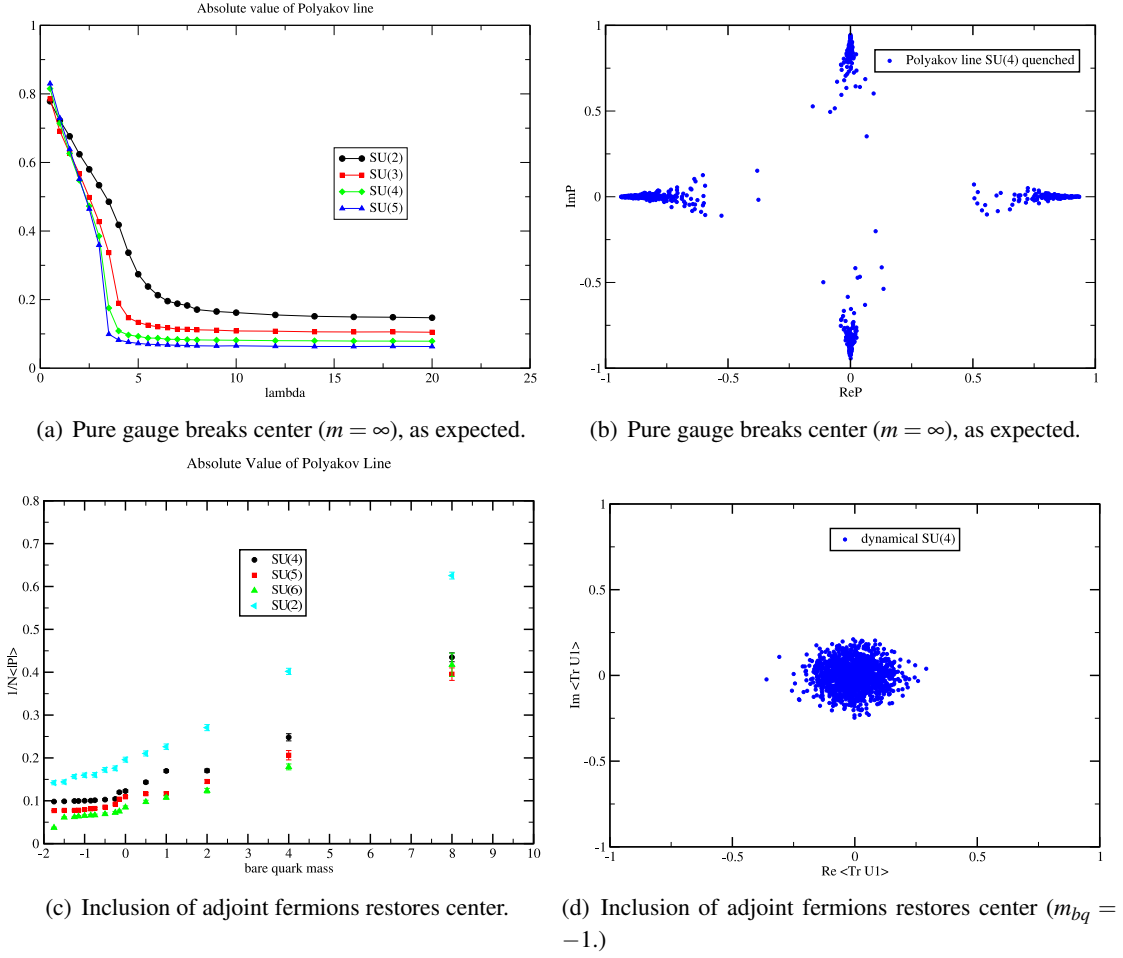 Absolute value of Polyakov line
1
0.8
0.6
0.4
0.2
0
0
5
10
15
20
25
lambda
SU(2)
SU(3)
SU(4)
SU(5)
(a) Pure gauge breaks center (m = ∞), as expected.
1
0.5
0
-0.5
-1
ImP
-1
-0.5
0
0.5
1
ReP
Polyakov line SU(4) quenched
(b) Pure gauge breaks center (m = ∞), as expected.
Absolute Value of Polyakov Line
0.8
0.7
0.6
0.5
0.4
0.3
0.2
0.1
0
1/N<|P|>
-2
-1
0
1
2
3
4
5
6
7
8
9
10
bare quark mass
SU(4)
SU(5)
SU(6)
SU(2)
(c) Inclusion of adjoint fermions restores center.
1
0.5
0
-0.5
-1
Im <Tr U1>
-1
-0.5
0
0.5
1
Re <Tr U1>
dynamical SU(4)
(d) Inclusion of adjoint fermions restores center (mbq =
−1.)